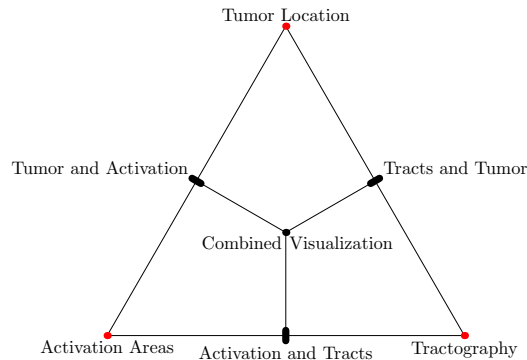 Tumor Location
Tumor and Activation
Tracts and Tumor
Combined Visualization
Activation Areas
Activation and Tracts
Tractography